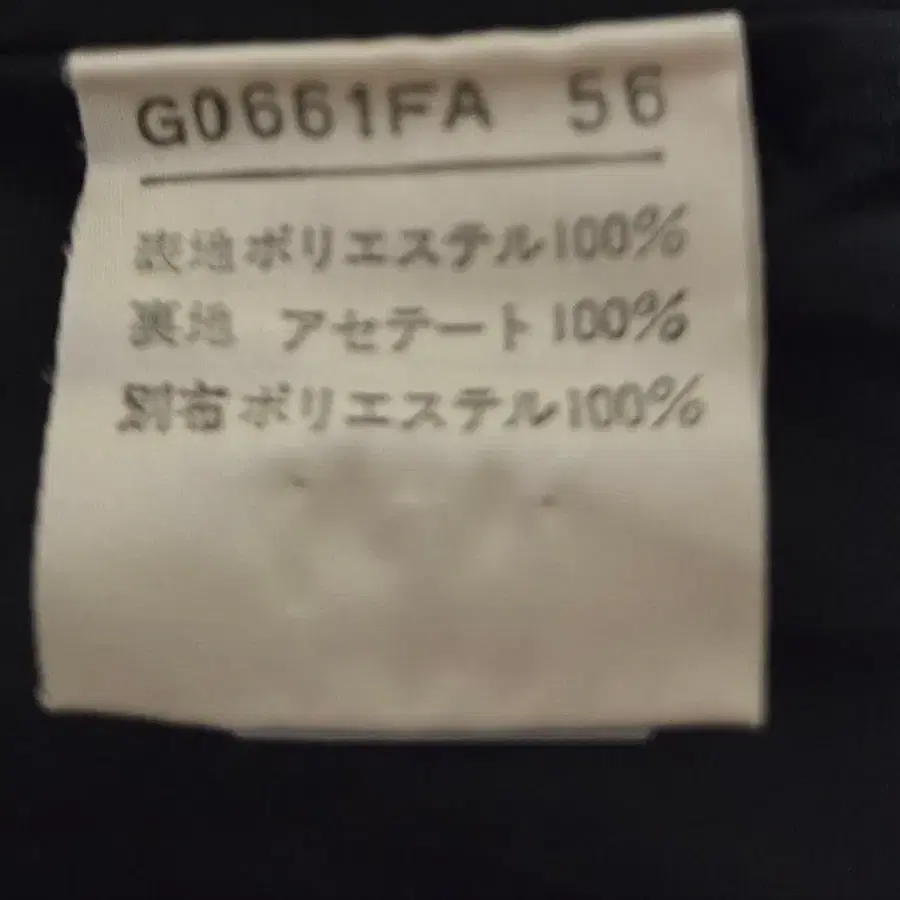 G0661FA 56
表地ポリエステル100%
裏地 アセテート100%
別布ポリエステル100%